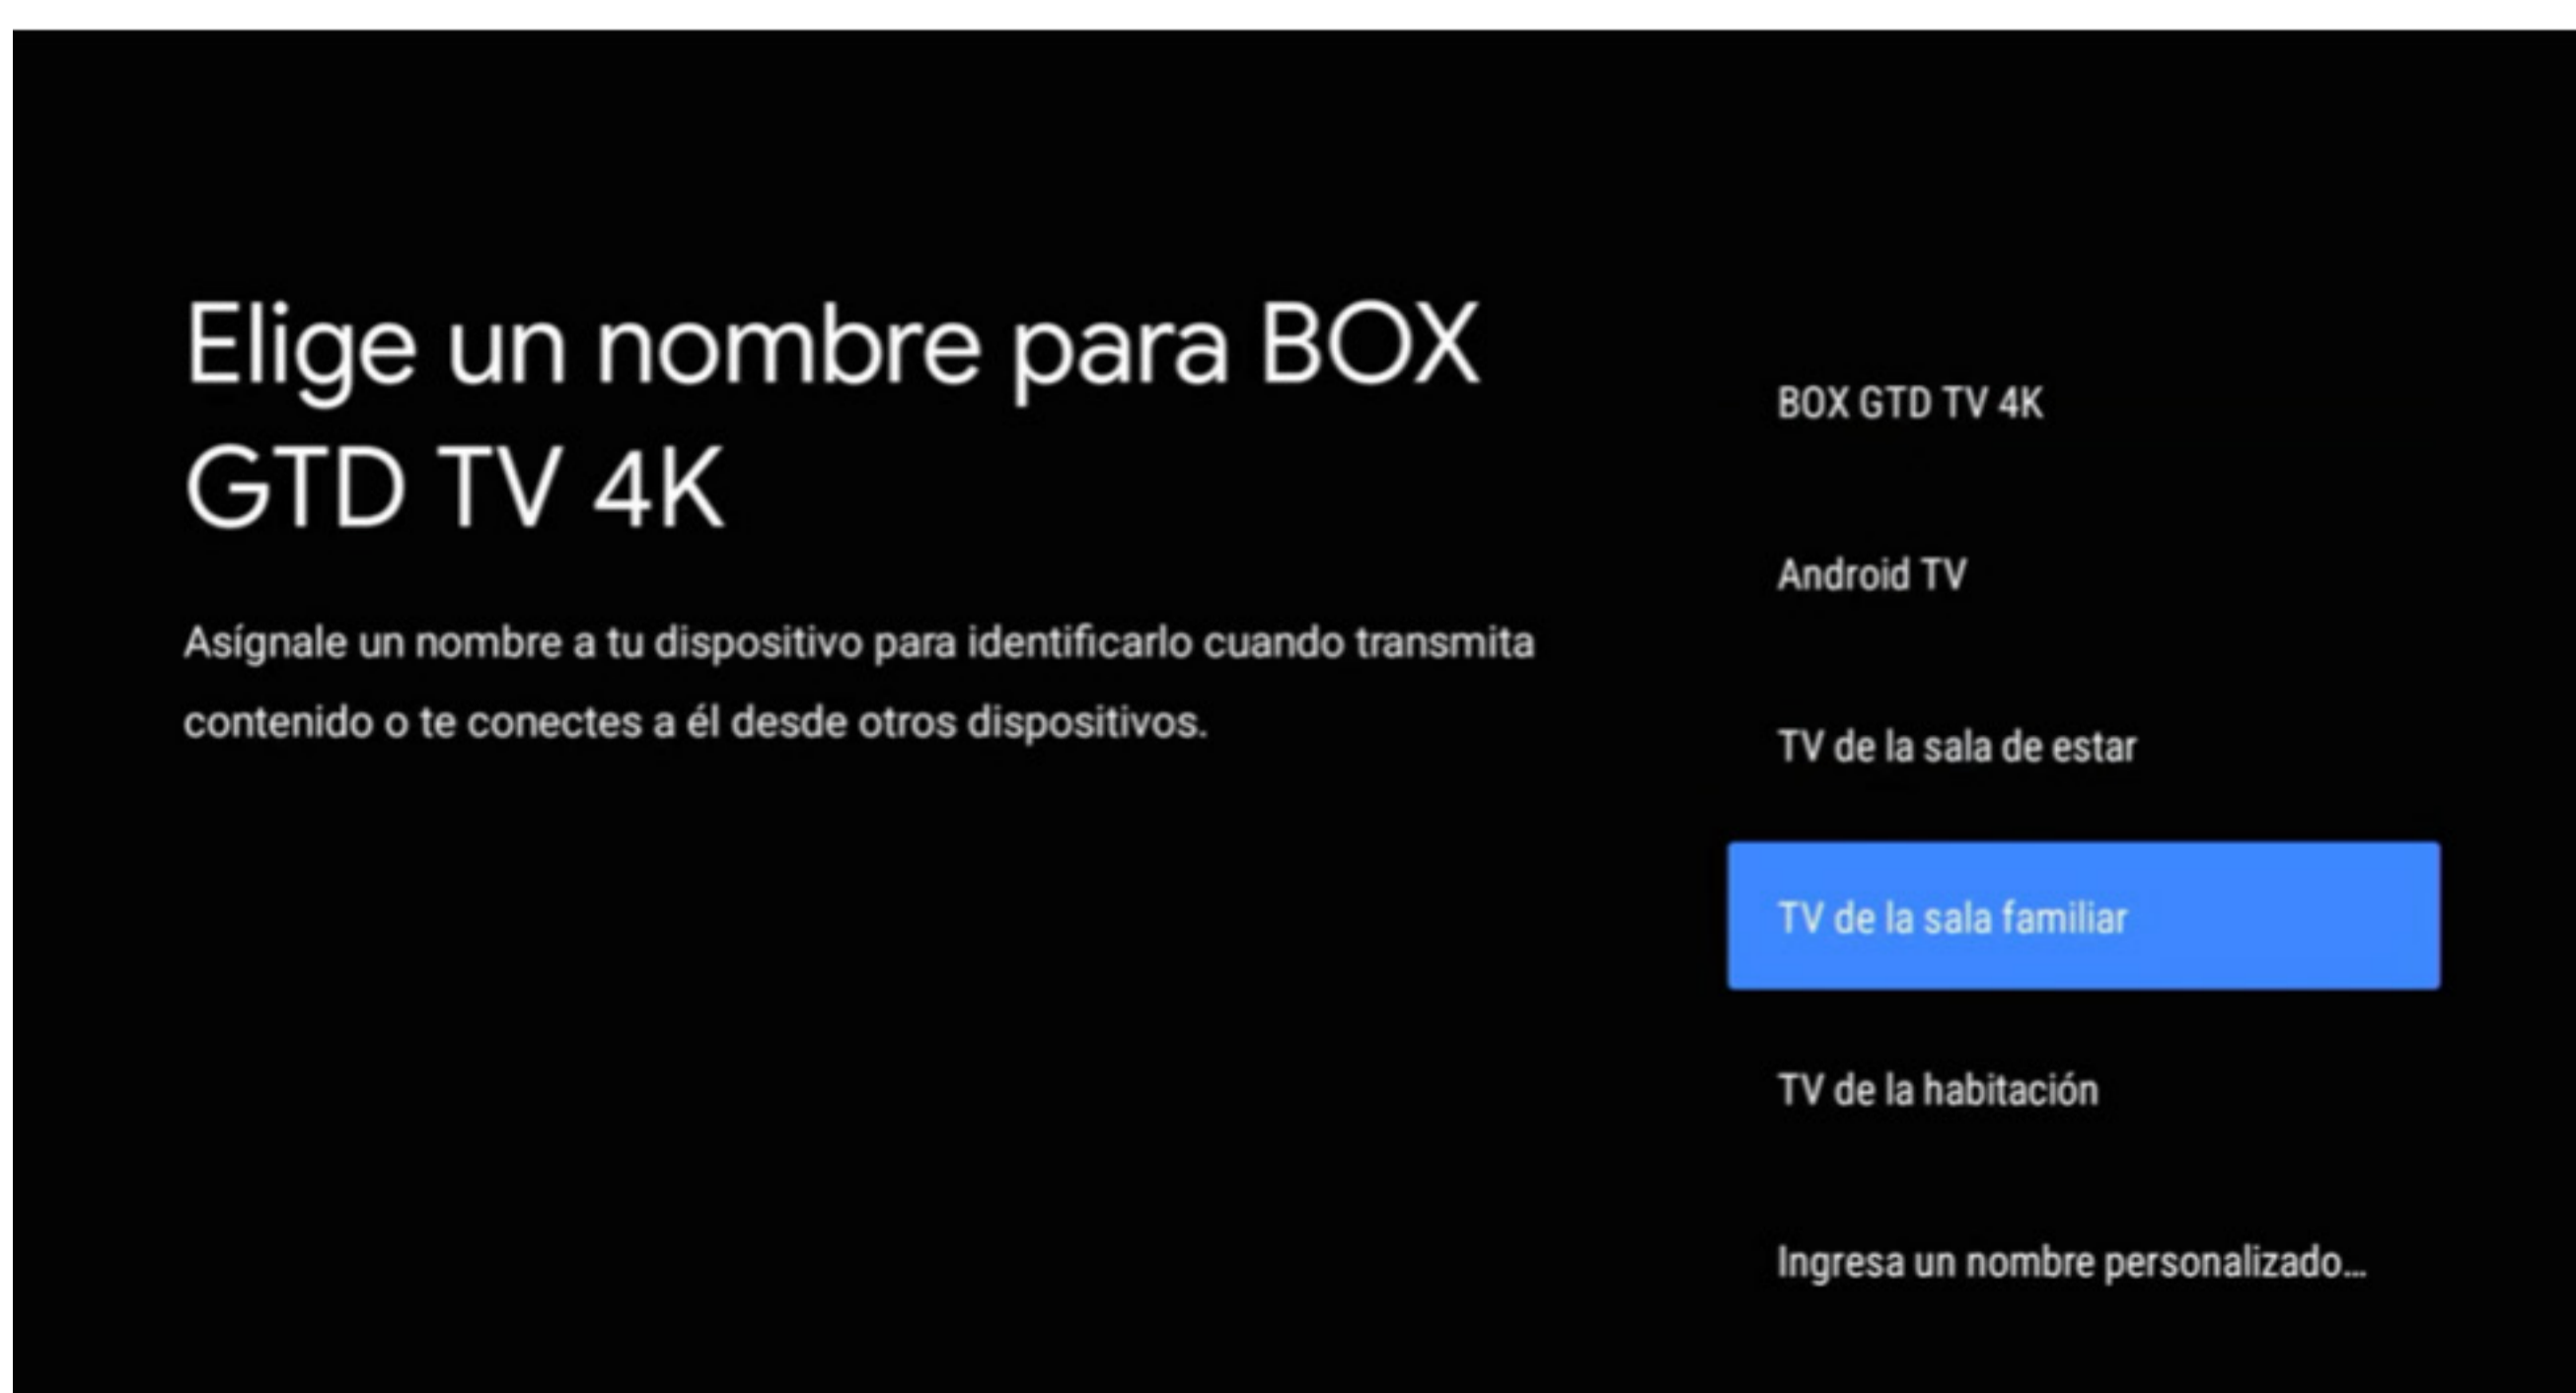 Elige un nombre para BOX
GTD TV 4K
Asígnale un nombre a tu dispositivo para identificarlo cuando transmita
contenido o te conectes a él desde otros dispositivos.
BOX GTD TV 4K
Android TV
TV de la sala de estar
TV de la sala familiar
TV de la habitación
Ingresa un nombre personalizado...